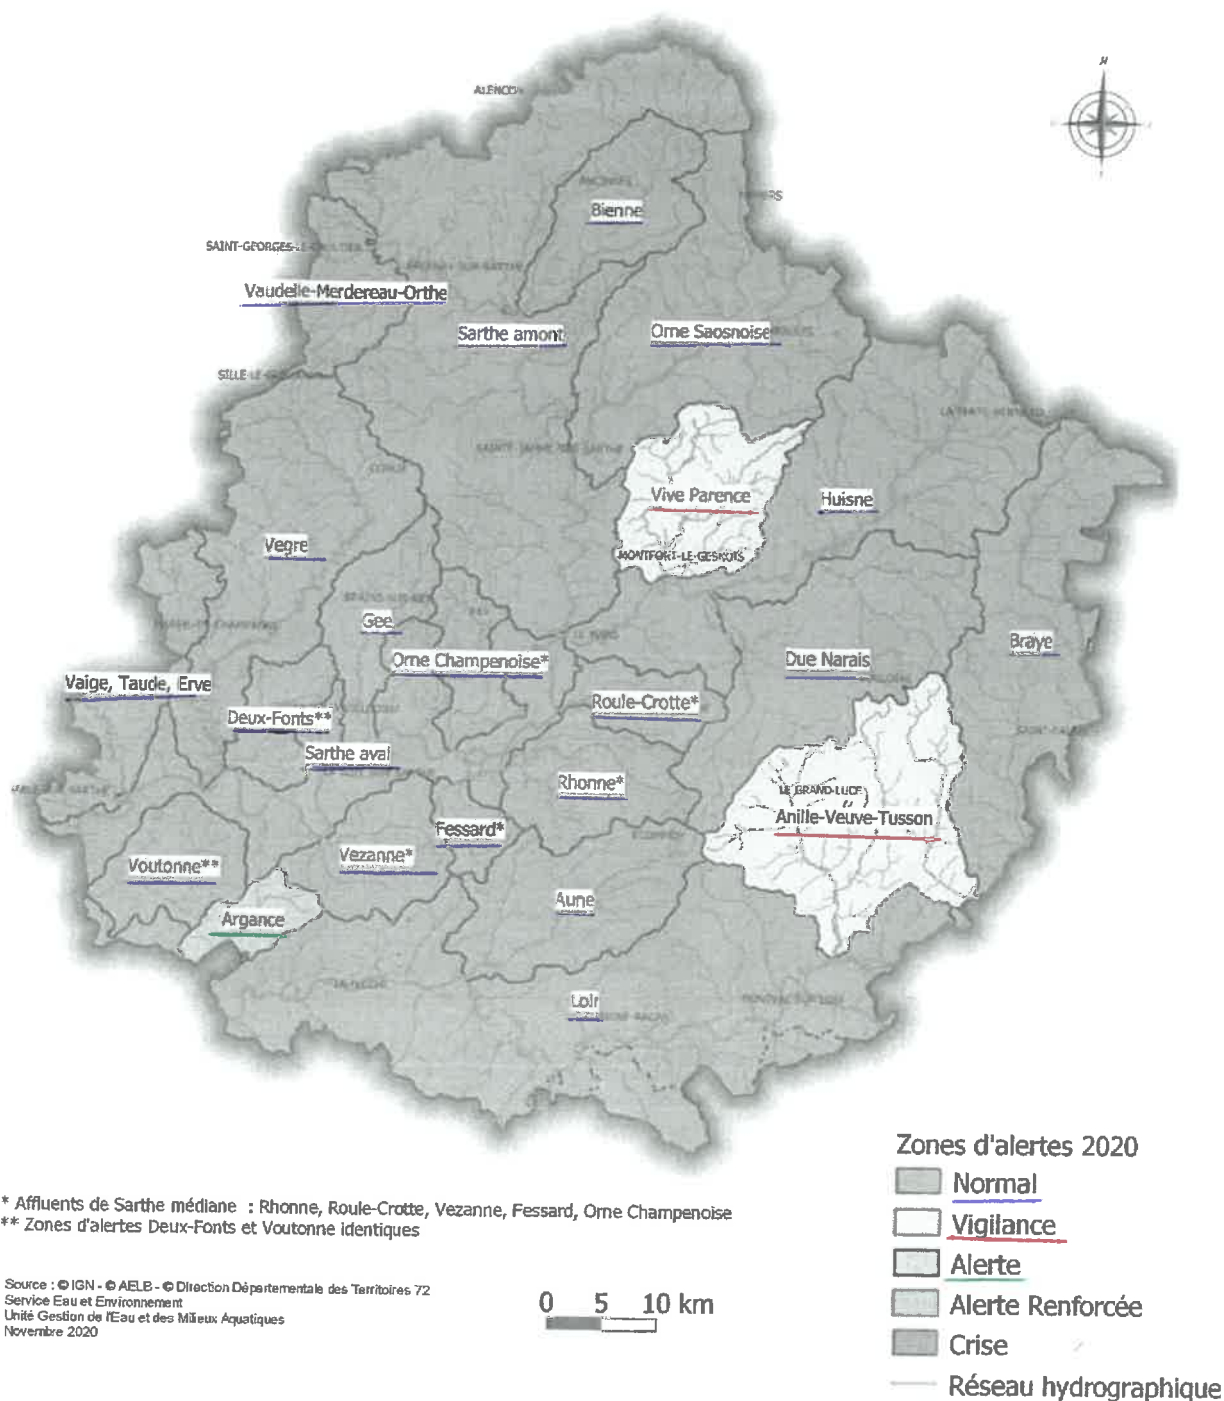 N
ALENCON
Bienne
SAINT-GEORGES-LE-GAULTIER
Vaudelle-Merdereau-Orthe
Sarthe amont
Orne Saosnoise
Vive Parence
MONTFORT-LE-GESNOIS
Huisne
Vegre
Gee
Orne Champenoise*
Due Narais
Braye
Vaige, Taude, Erve
Deux-Fonts**
Roule-Crotte*
Sarthe aval
Rhonne*
LE GRAND-LUCE
Anille-Veuve-Tusson
Fessard*
Vezanne*
Voutonne**
Aune
Argance
Loir
Zones d'alertes 2020
Normal
Vigilance
Alerte
Alerte Renforcée
Crise
Réseau hydrographique
* Affluents de Sarthe médiane : Rhonne, Roule-Crotte, Vezanne, Fessard, Orne Champenoise
** Zones d'alertes Deux-Fonts et Voutonne identiques
Source : © IGN - © AELB - © Direction Départementale des Territoires 72
Service Eau et Environnement
Unité Gestion de l'Eau et des Milieux Aquatiques
Novembre 2020
0 5 10 km